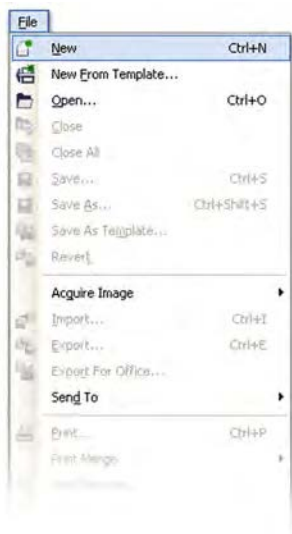 File
New Ctrl+N
New From Template...
Open... Ctrl+O
Close
Close All
Save... Ctrl+S
Save As... Ctrl+Shift+S
Save As Template...
Revert
Acquire Image
Import... Ctrl+I
Export... Ctrl+E
Export For Office...
Send To
Print... Ctrl+P
Print Merge